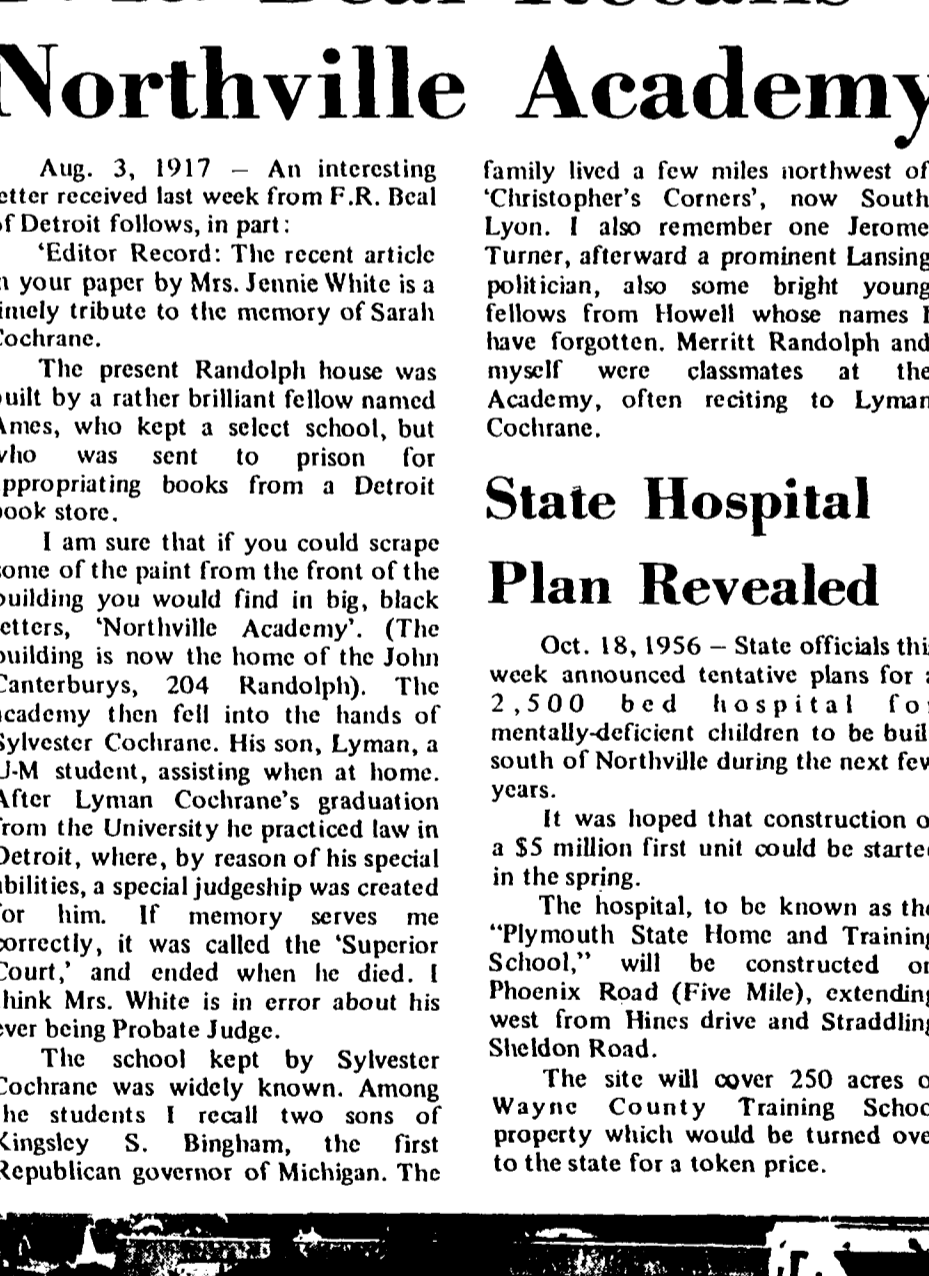 Beal Recalls
Northville Academy
Aug. 3, 1917 — An interesting
etter received last week from F.R. Beal
of Detroit follows, in part:
'Editor Record: The recent article
n your paper by Mrs. Jennie White is a
timely tribute to the memory of Sarah
Cochrane.
The present Randolph house was
built by a rather brilliant fellow named
Ames, who kept a select school, but
who was sent to prison for
appropriating books from a Detroit
book store.
I am sure that if you could scrape
some of the paint from the front of the
building you would find in big, black
letters, 'Northville Academy'. (The
building is now the home of the John
Canterburys, 204 Randolph). The
academy then fell into the hands of
Sylvester Cochrane. His son, Lyman, a
U-M student, assisting when at home.
After Lyman Cochrane's graduation
from the University he practiced law in
Detroit, where, by reason of his special
abilities, a special judgeship was created
for him. If memory serves me
correctly, it was called the 'Superior
Court,' and ended when he died. I
think Mrs. White is in error about his
ever being Probate Judge.
The school kept by Sylvester
Cochrane was widely known. Among
the students I recall two sons of
Kingsley S. Bingham, the first
Republican governor of Michigan. The
family lived a few miles northwest of
'Christopher's Corners', now South
Lyon. I also remember one Jerome
Turner, afterward a prominent Lansing
politician, also some bright young
fellows from Howell whose names I
have forgotten. Merritt Randolph and
myself were classmates at the
Academy, often reciting to Lyman
Cochrane.
State Hospital
Plan Revealed
Oct. 18, 1956 — State officials this
week announced tentative plans for a
2,500 bed hospital for
mentally-deficient children to be built
south of Northville during the next few
years.
It was hoped that construction of
a $5 million first unit could be started
in the spring.
The hospital, to be known as the
"Plymouth State Home and Training
School," will be constructed on
Phoenix Road (Five Mile), extending
west from Hines drive and Straddling
Sheldon Road.
The site will cover 250 acres of
Wayne County Training School
property which would be turned over
to the state for a token price.